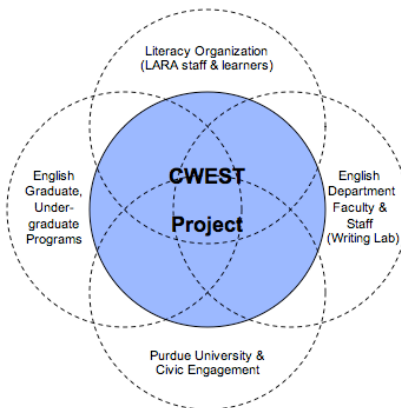 Literacy Organization
(LARA staff & learners)
CWEST
Project
English
Graduate,
Under-
graduate
Programs
English
Department
Faculty &
Staff
(Writing Lab)
Purdue University &
Civic Engagement